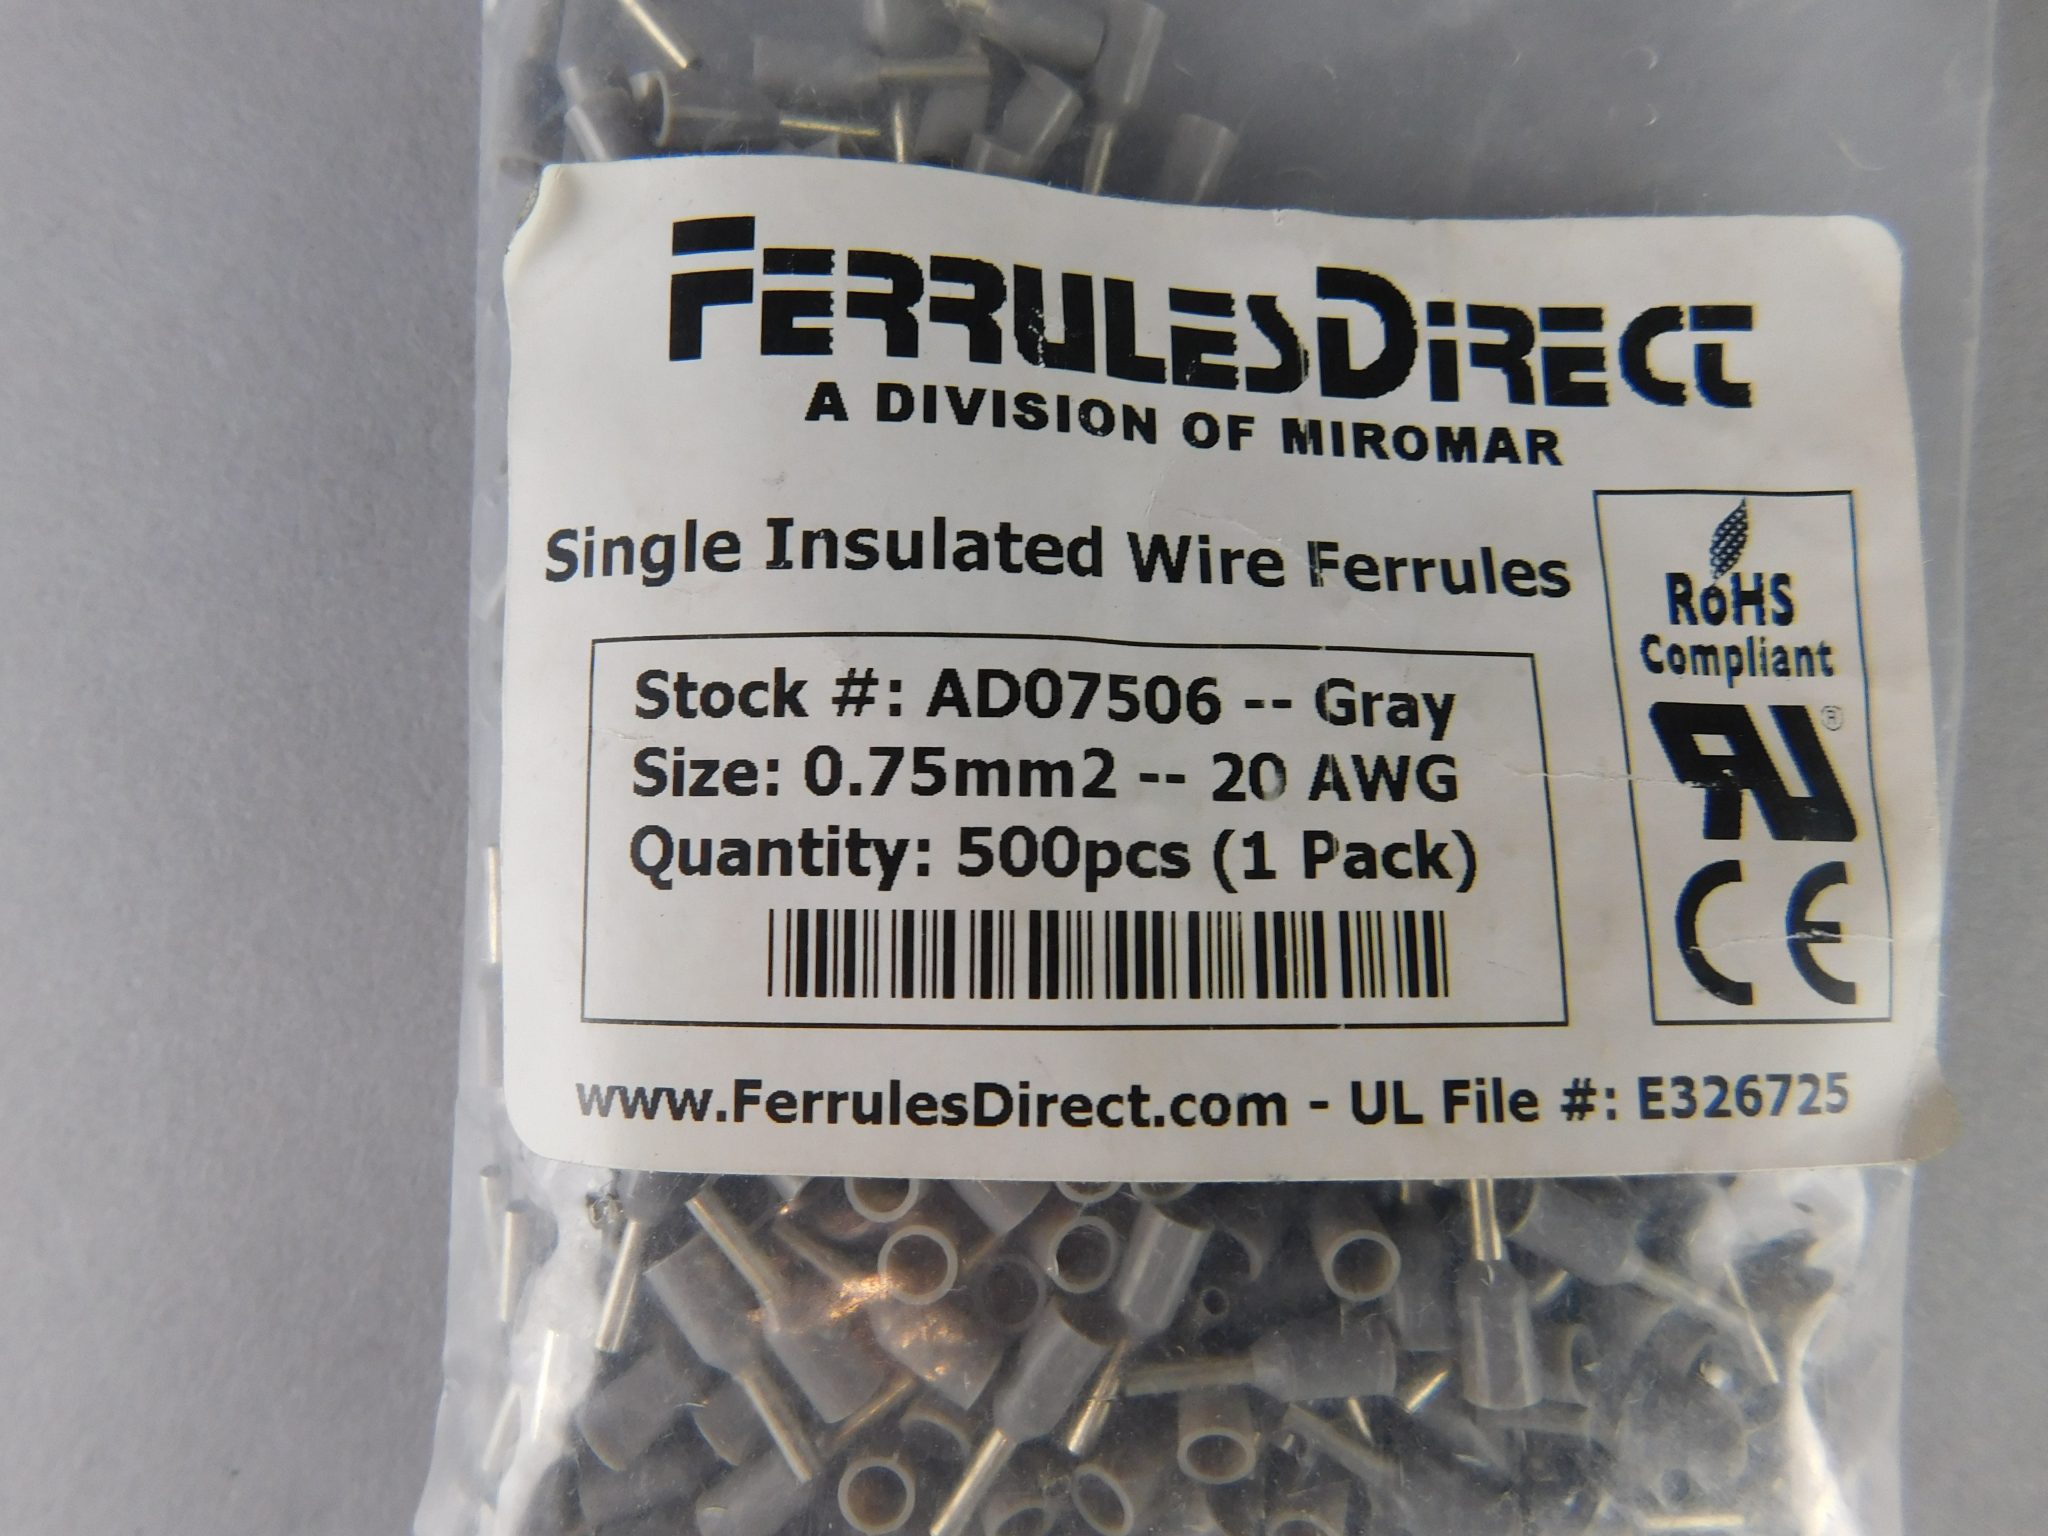 FERRULESDIRECT
A DIVISION OF MIROMAR
Single Insulated Wire Ferrules
RoHS
Compliant
Stock #: AD07506 -- Gray
Size: 0.75mm2 -- 20 AWG
Quantity: 500pcs (1 Pack)
RU®
CE
www.FerrulesDirect.com - UL File #: E326725